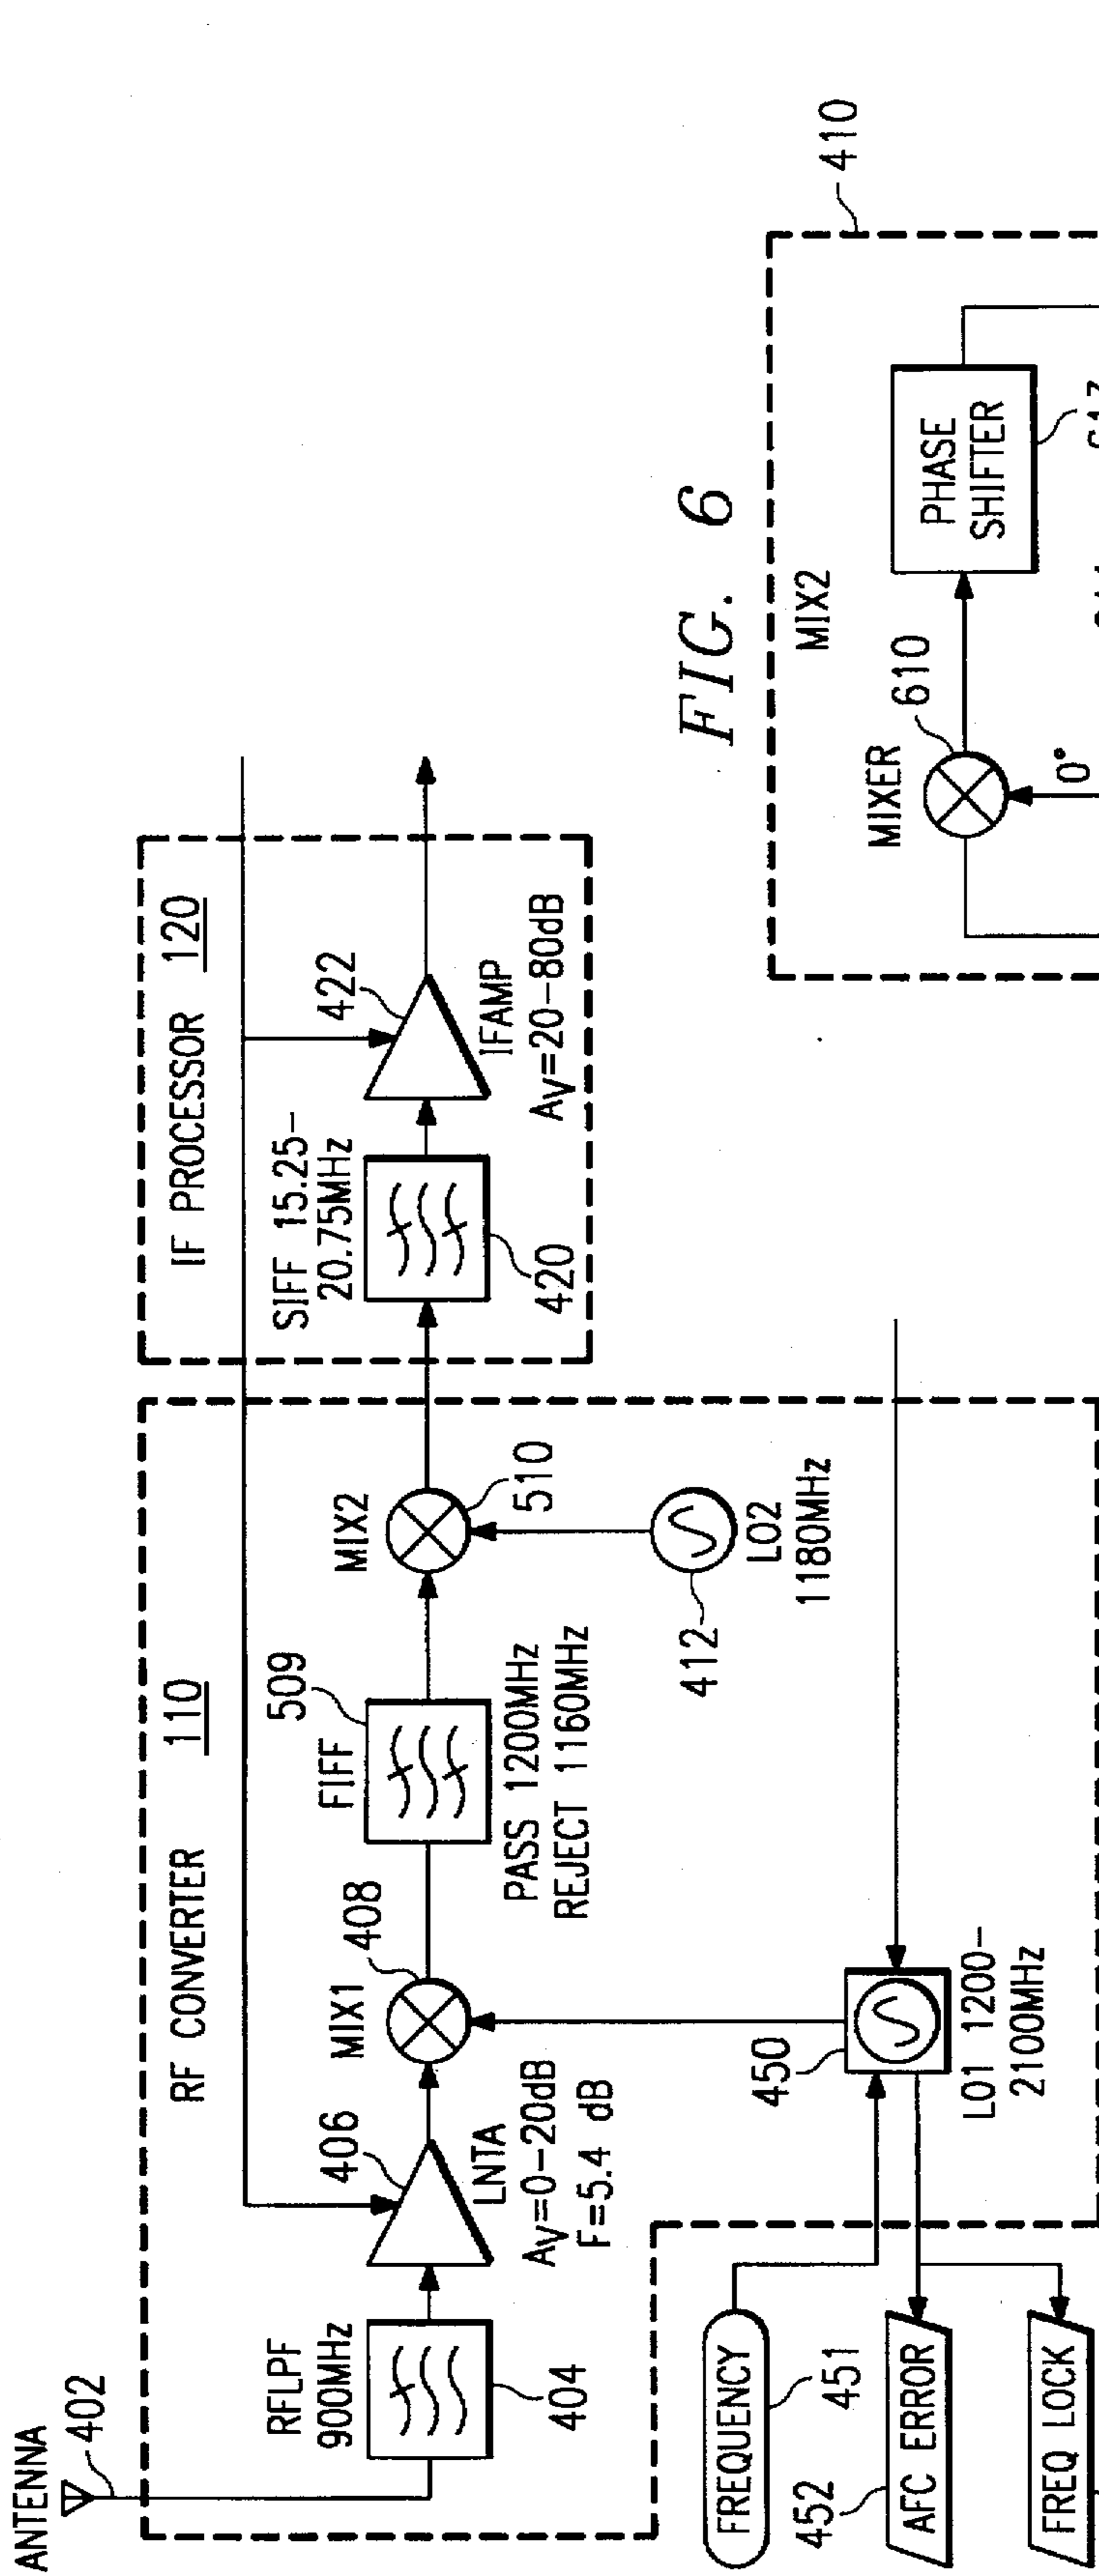 ANTENNA
402
RF CONVERTER 110
RFLPF
900MHz
404
406
LNTA
Av=0-20dB
F=5.4 dB
MIX1
408
FIFF
509
PASS 1200MHz
REJECT 1160MHz
MIX2
510
412
LO2
1180MHz
450
LO1 1200-
2100MHz
FREQUENCY
451
452
AFC ERROR
FREQ LOCK
IF PROCESSOR 120
SIFF 15.25-
20.75MHz
420
422
IFAMP
Av=20-80dB
FIG. 6
410
MIX2
MIXER
610
0°
PHASE
SHIFTER